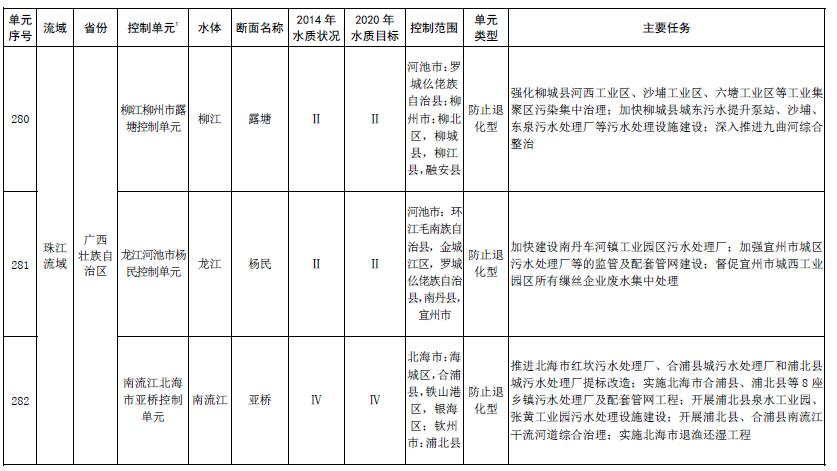 单元 流域 省份 控制单元1 水体 断面名称 2014 年 2020 年 控制范围 单元 主要任务
序号 水质状况 水质目标 类型
280
珠江
流域
广西
壮族自
治区
柳江柳州市露
塘控制单元
柳江
露塘
Ⅱ
Ⅱ
河池市：罗
城仫佬族
自治县;柳
州市：柳北
区，柳城
县，柳江
县,融安县
防止退
化型
强化柳城县河西工业区、沙埔工业区、六塘工业区等工业集
聚区污染集中治理；加快柳城县城东污水提升泵站、沙埔、
东泉污水处理厂等污水处理设施建设；深入推进九曲河综合
整治
281
龙江河池市杨
民控制单元
龙江
杨民
Ⅱ
Ⅱ
河池市：环
江毛南族自
治县，金城
江区，罗城
仫佬族自治
县,南丹县,
宜州市
防止退
化型
加快建设南丹车河镇工业园区污水处理厂；加强宜州市城区
污水处理厂等的监管及配套管网建设；督促宜州市城西工业
园区所有缫丝企业废水集中处理
282
南流江北海
市亚桥控制
单元
南流江
亚桥
Ⅳ
Ⅳ
北海市：海
城区,合浦
县,铁山港
区，银海
区；钦州
市：浦北县
防止退
化型
推进北海市红坎污水处理厂、合浦县城污水处理厂和浦北县
城污水处理厂提标改造；实施北海市合浦县、浦北县等 8 座
乡镇污水处理厂及配套管网工程；开展浦北县泉水工业园、
张黄工业园污水处理设施建设；开展浦北县、合浦县南流江
干流河道综合治理；实施北海市退渔还湿工程